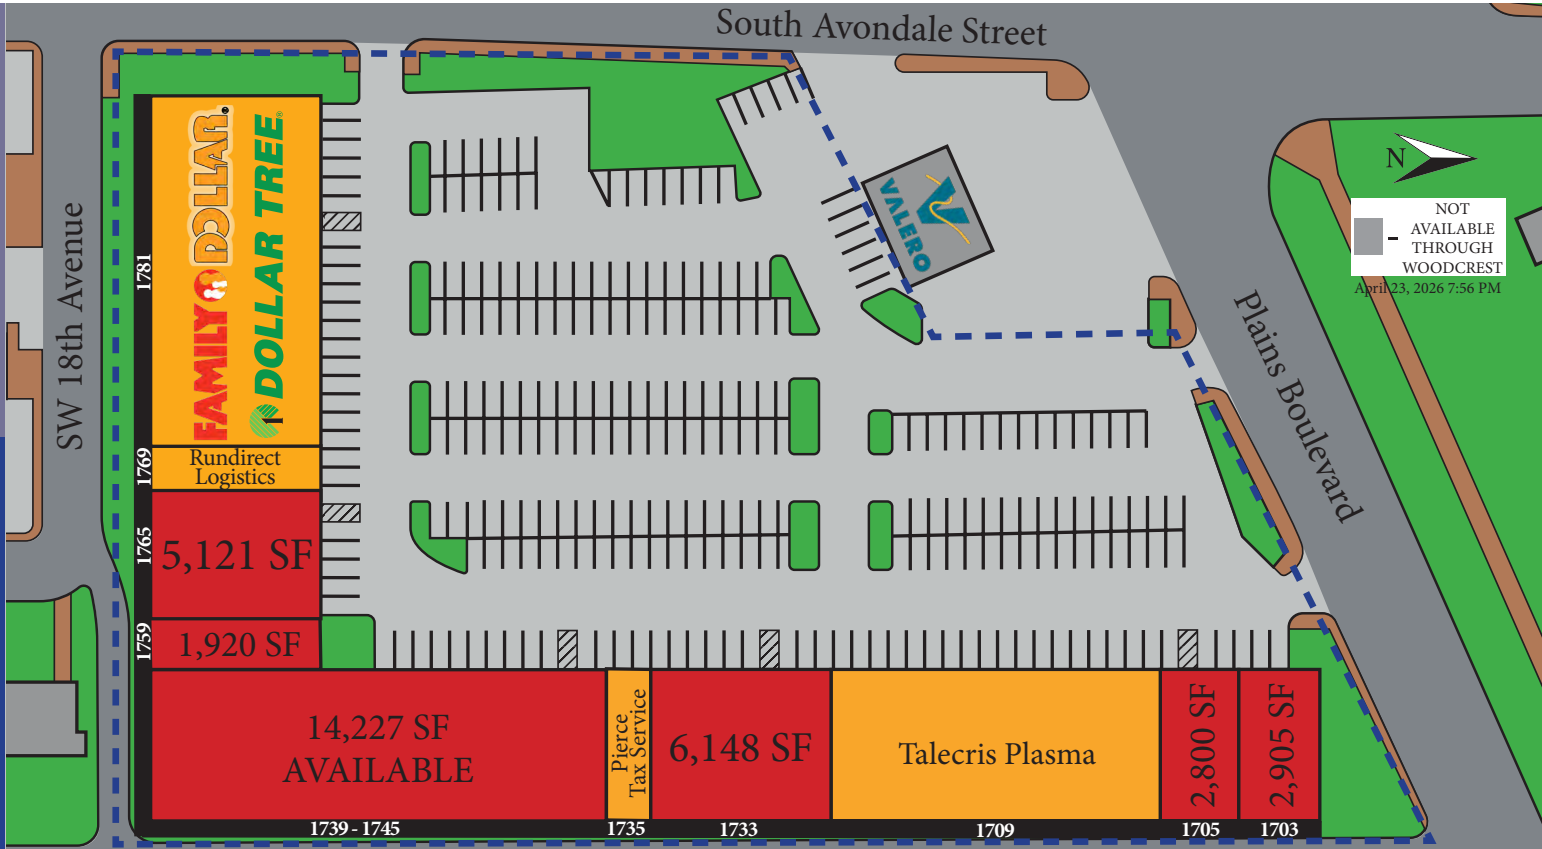 South Avondale Street
SW 18th Avenue
Plains Boulevard
N
NOT
AVAILABLE
THROUGH
WOODCREST
April 23, 2026 7:56 PM
VALERO
1781
FAMILY DOLLAR
DOLLAR TREE
1769
Rundirect
Logistics
1765
5,121 SF
1759
1,920 SF
14,227 SF
AVAILABLE
Pierce
Tax Service
6,148 SF
Talecris Plasma
2,800 SF
2,905 SF
1739 - 1745
1735
1733
1709
1705
1703